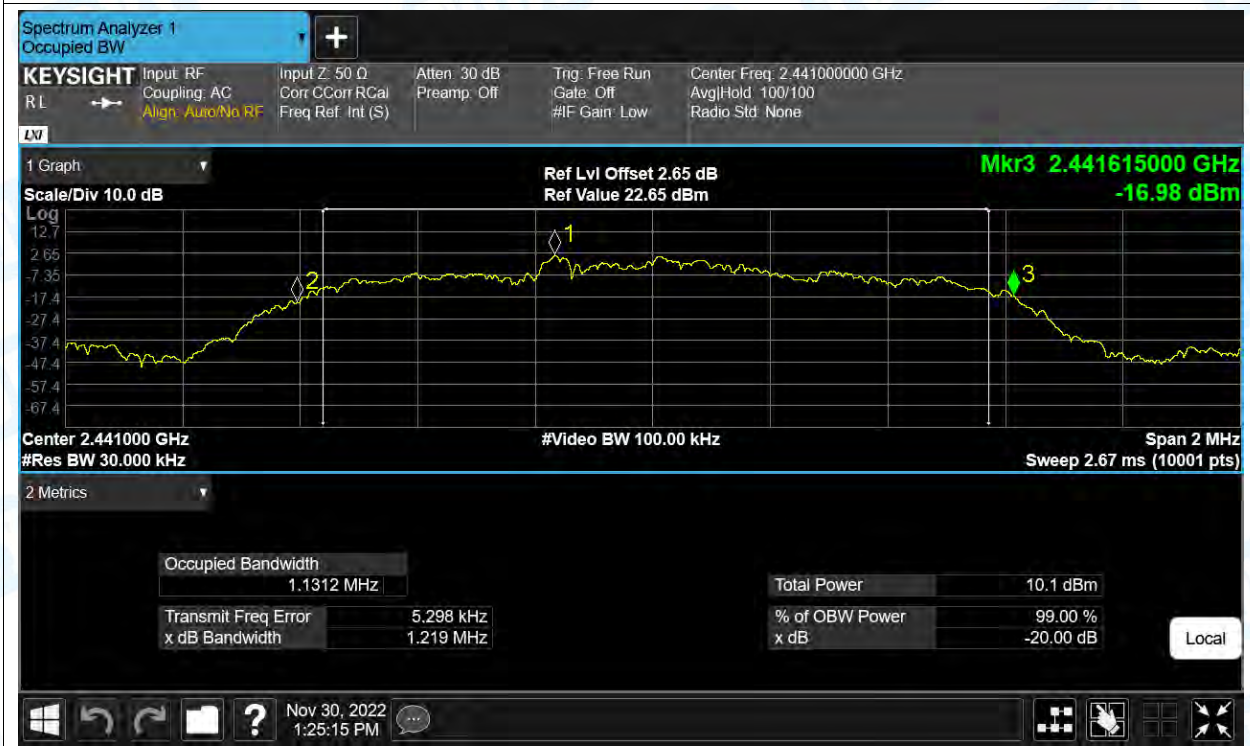 Spectrum Analyzer 1
Occupied BW
+
KEYSIGHT Input: RF Input Z: 50 Ω Atten: 30 dB Trig: Free Run Center Freq: 2.441000000 GHz
RL Coupling: AC Corr CCorr RCal Preamp: Off Gate: Off Avg|Hold: 100/100
Align: Auto/No RF Freq Ref: Int (S) #IF Gain: Low Radio Std: None
LXI
1 Graph Ref Lvl Offset 2.65 dB Mkr3 2.441615000 GHz
Scale/Div 10.0 dB Ref Value 22.65 dBm -16.98 dBm
Log
12.7
2.65
-7.35
-17.4
-27.4
-37.4
-47.4
-57.4
-67.4
1
2
3
Center 2.441000 GHz #Video BW 100.00 kHz Span 2 MHz
#Res BW 30.000 kHz Sweep 2.67 ms (10001 pts)
2 Metrics
Occupied Bandwidth
1.1312 MHz Total Power 10.1 dBm
Transmit Freq Error 5.298 kHz % of OBW Power 99.00 %
x dB Bandwidth 1.219 MHz x dB -20.00 dB
Local
? Nov 30, 2022
1:25:15 PM